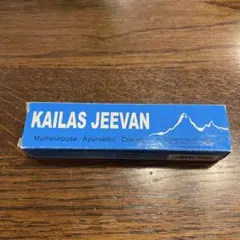 KAILAS JEEVAN
Multipurpose Ayurvedic Cream